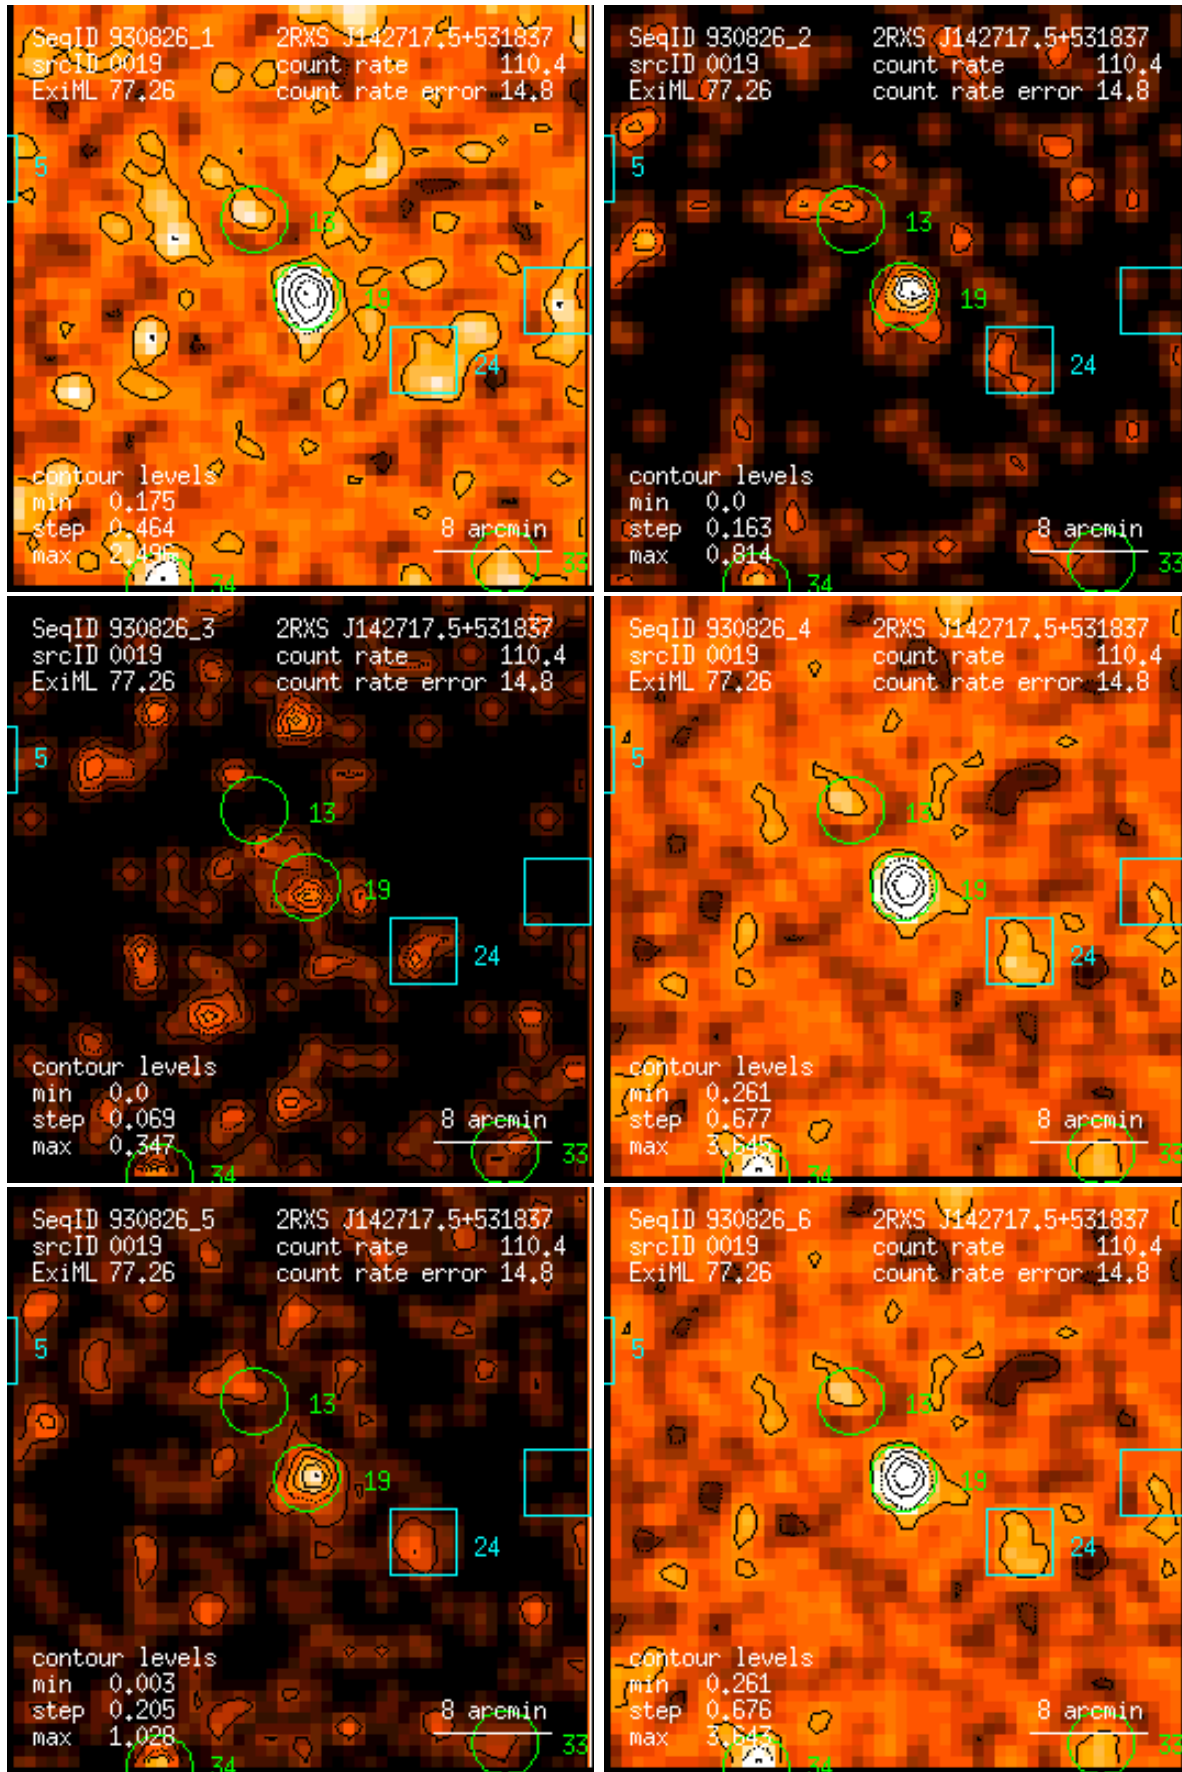 SeqID 930826_1 2RXS J142717.5+531837
srcID 0019 count rate 110.4
ExiML 77.26 count rate error 14.8
5
13
19
24
contour levels
min 0.175
step 0.464
max 2.496
8 arcmin
33
34
SeqID 930826_2 2RXS J142717.5+531837
srcID 0019 count rate 110.4
ExiML 77.26 count rate error 14.8
5
13
19
24
contour levels
min 0.0
step 0.163
max 0.814
8 arcmin
33
34
SeqID 930826_3 2RXS J142717.5+531837
srcID 0019 count rate 110.4
ExiML 77.26 count rate error 14.8
5
13
19
24
contour levels
min 0.0
step 0.069
max 0.347
8 arcmin
33
34
SeqID 930826_4 2RXS J142717.5+531837
srcID 0019 count rate 110.4
ExiML 77.26 count rate error 14.8
5
13
19
24
contour levels
min 0.261
step 0.677
max 3.645
8 arcmin
33
34
SeqID 930826_5 2RXS J142717.5+531837
srcID 0019 count rate 110.4
ExiML 77.26 count rate error 14.8
5
13
19
24
contour levels
min 0.003
step 0.205
max 1.028
8 arcmin
33
34
SeqID 930826_6 2RXS J142717.5+531837
srcID 0019 count rate 110.4
ExiML 77.26 count rate error 14.8
5
13
19
24
contour levels
min 0.261
step 0.676
max 3.643
8 arcmin
33
34